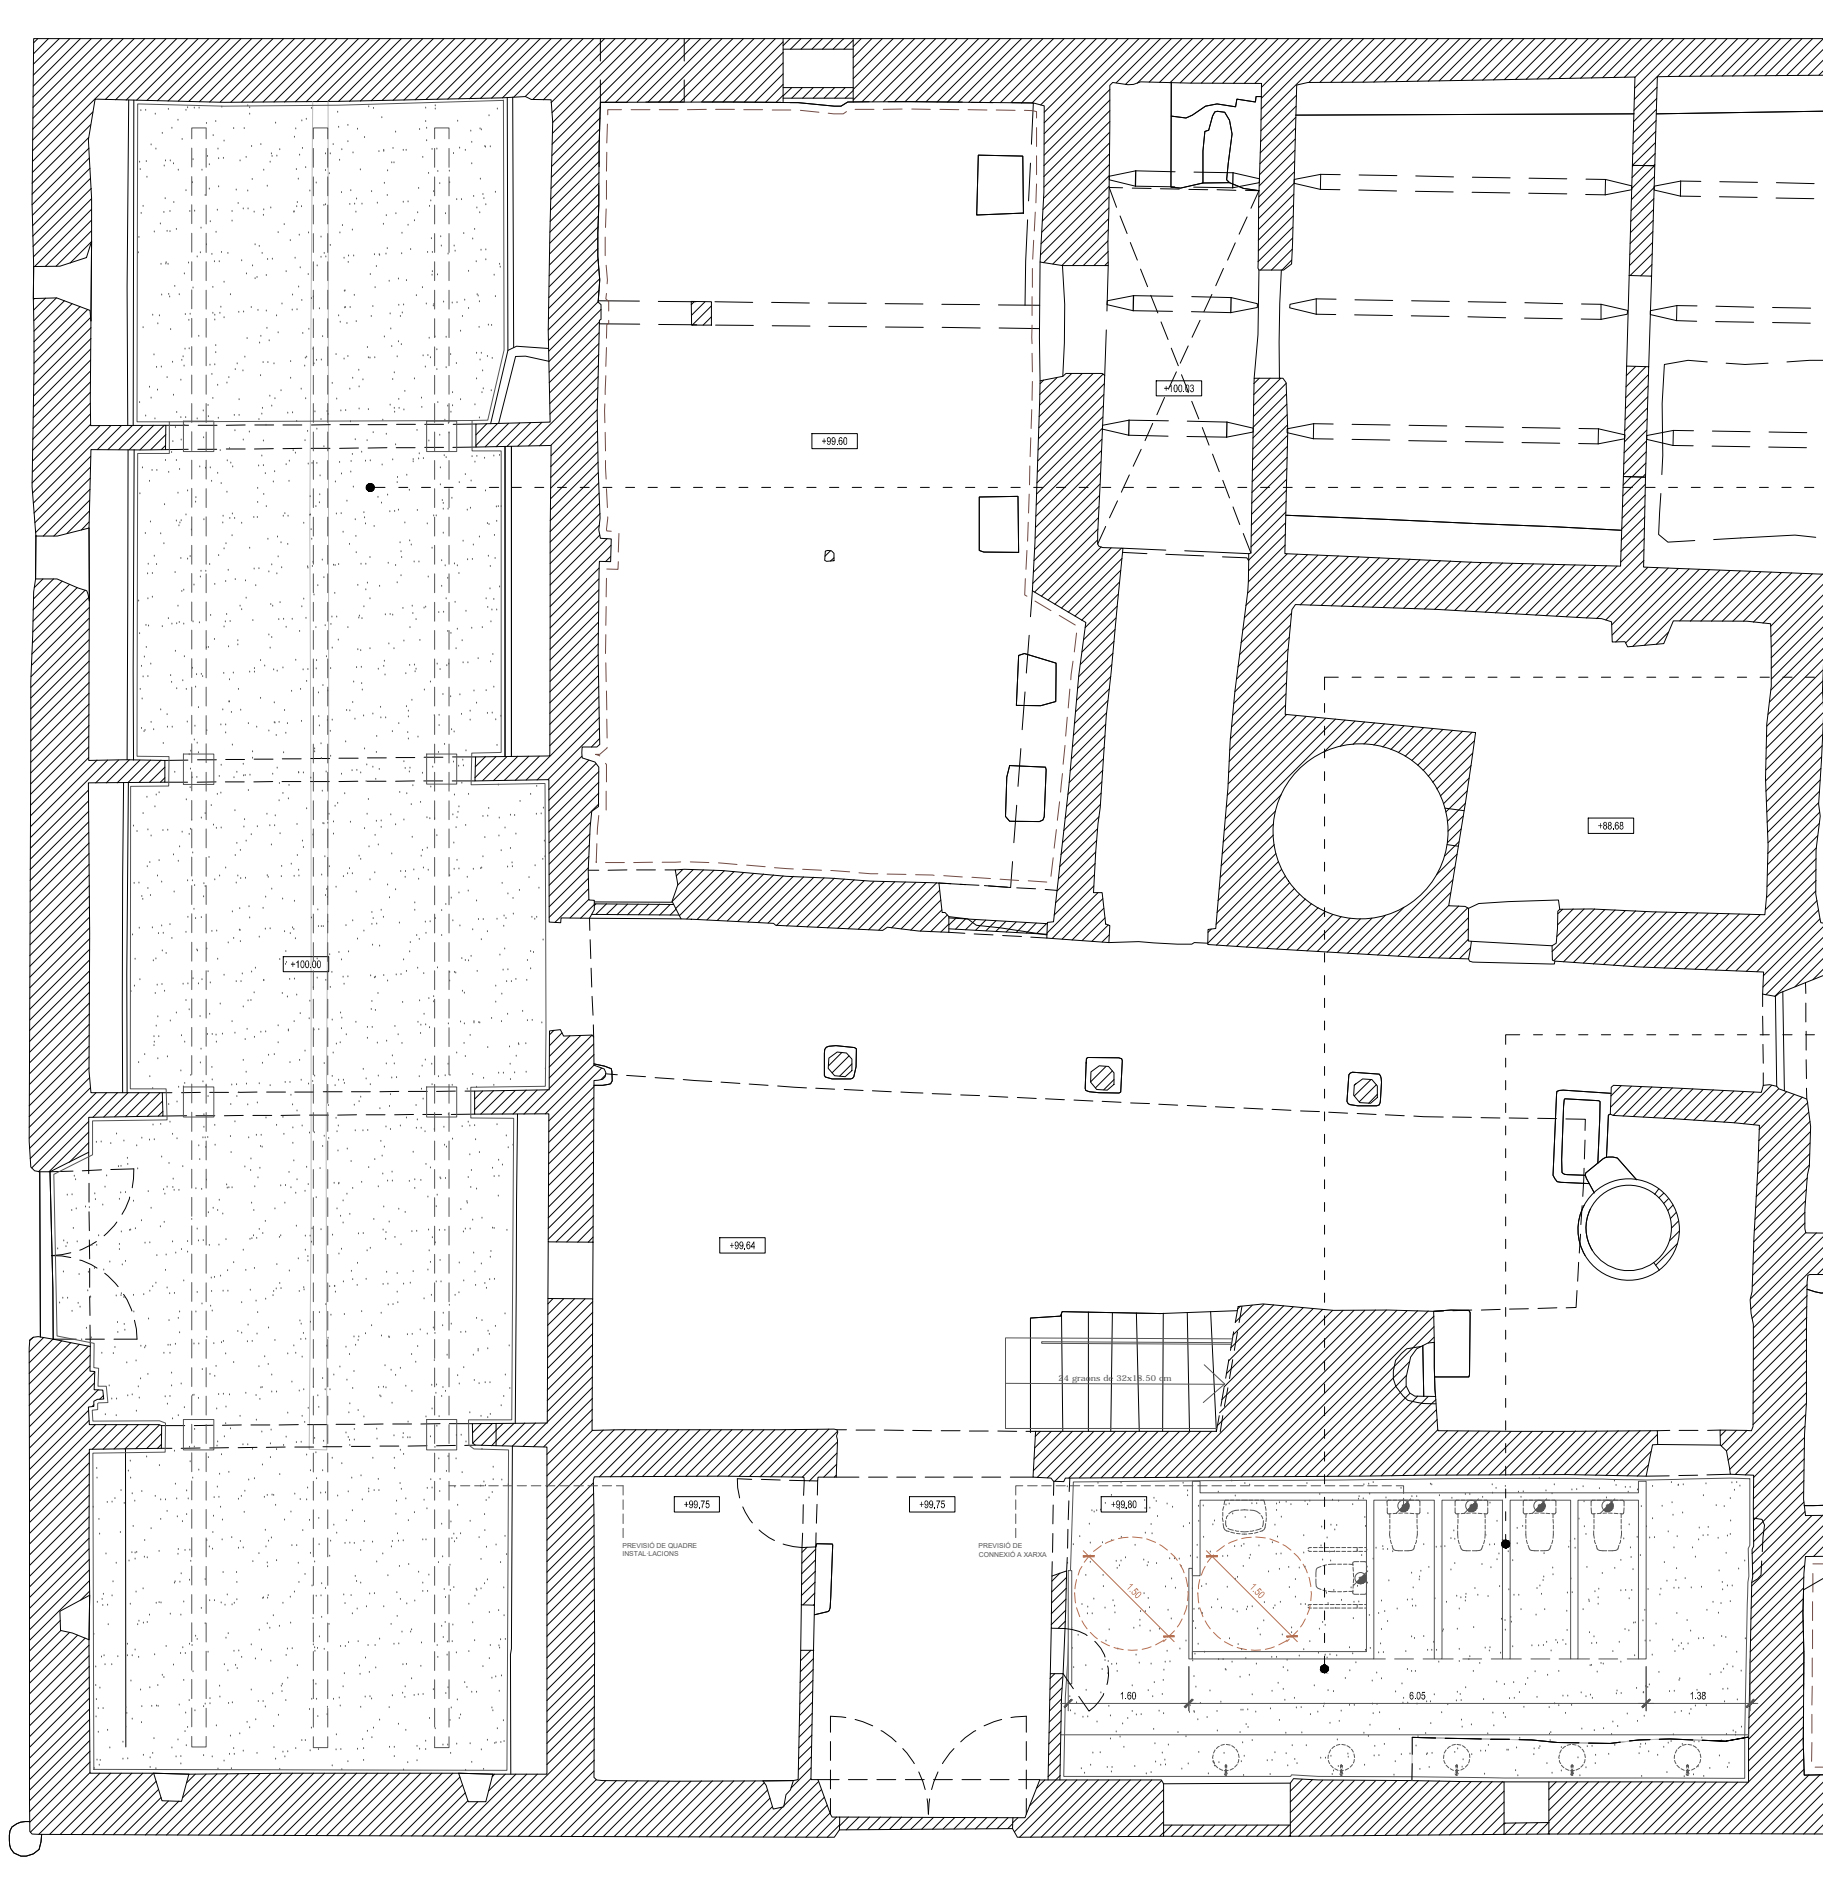 +100.03
+99.60
+88.68
+100.00
+99.64
24 graons de 32x18.50 cm
+99.75
+99.75
+99.80
PREVISIÓ DE QUADRE
INSTAL·LACIONS
PREVISIÓ DE
CONNEXIÓ A XARXA
1.50
1.50
1.60
6.05
1.38